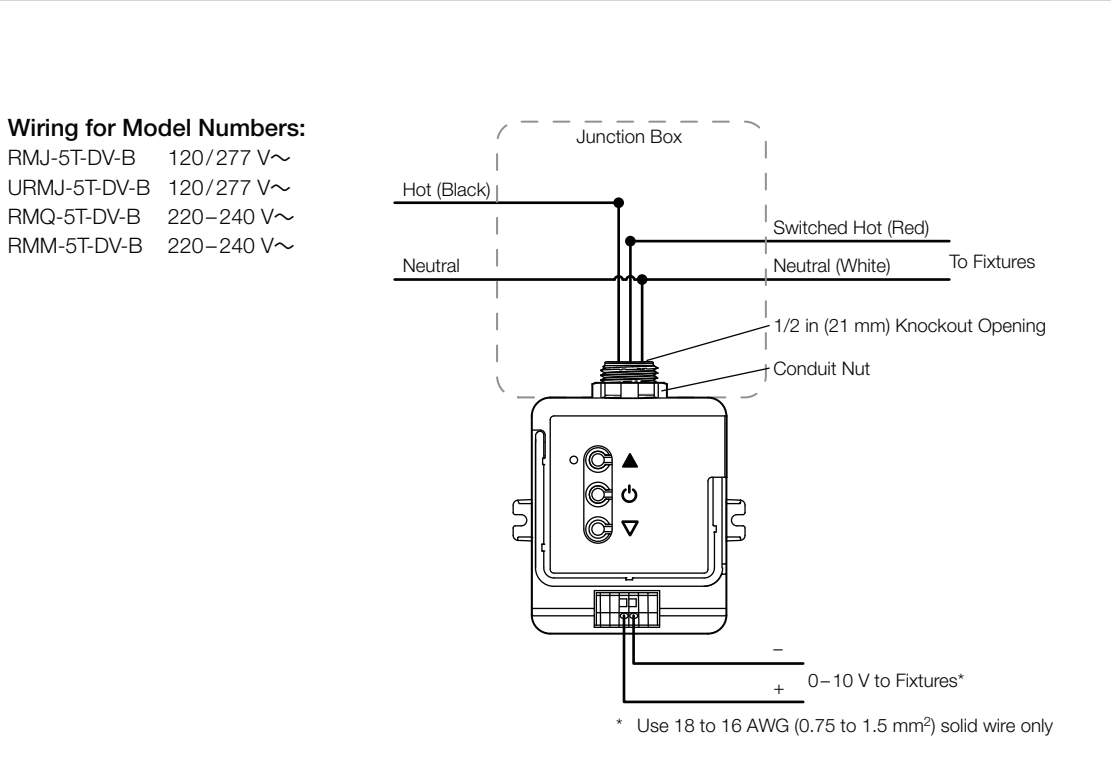 Wiring for Model Numbers:
RMJ-5T-DV-B 120/277 V~
URMJ-5T-DV-B 120/277 V~
RMQ-5T-DV-B 220–240 V~
RMM-5T-DV-B 220–240 V~
Junction Box
Hot (Black)
Switched Hot (Red)
Neutral
Neutral (White)
To Fixtures
1/2 in (21 mm) Knockout Opening
Conduit Nut
–
0–10 V to Fixtures*
+
* Use 18 to 16 AWG (0.75 to 1.5 mm²) solid wire only